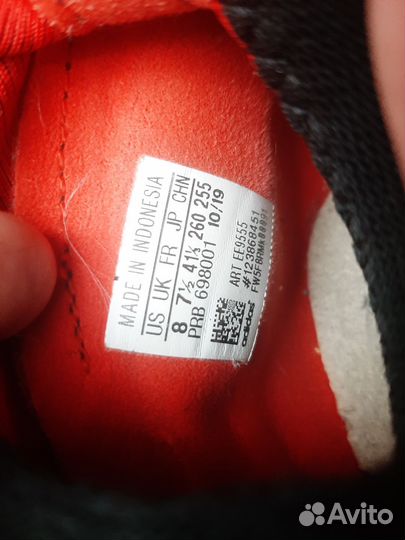 MADE IN INDONESIA
US UK FR JP CHN
8 7½ 41⅓ 260 255
PRB 698001 10/19
ART EE9555
#123868451
adidas
Avito